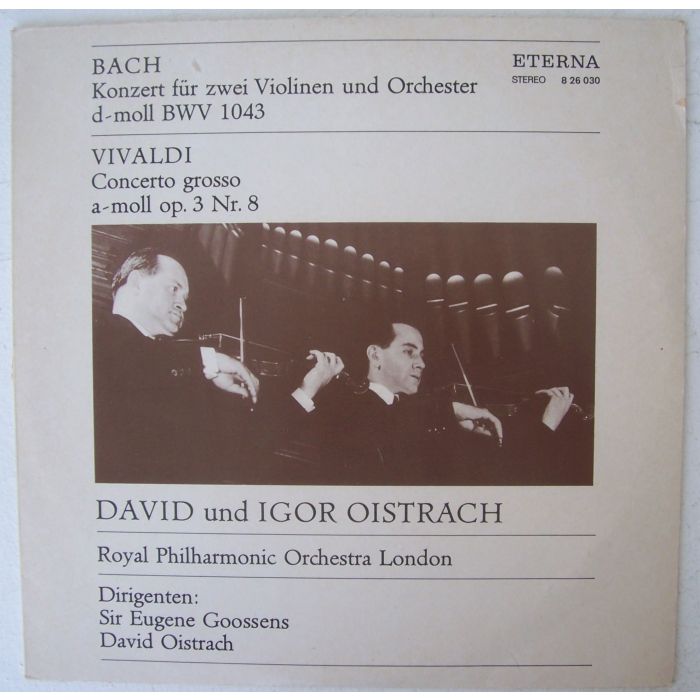 BACH
Konzert für zwei Violinen und Orchester
d-moll BWV 1043
ETERNA
STEREO 8 26 030
VIVALDI
Concerto grosso
a-moll op. 3 Nr. 8
DAVID und IGOR OISTRACH
Royal Philharmonic Orchestra London
Dirigenten:
Sir Eugene Goossens
David Oistrach